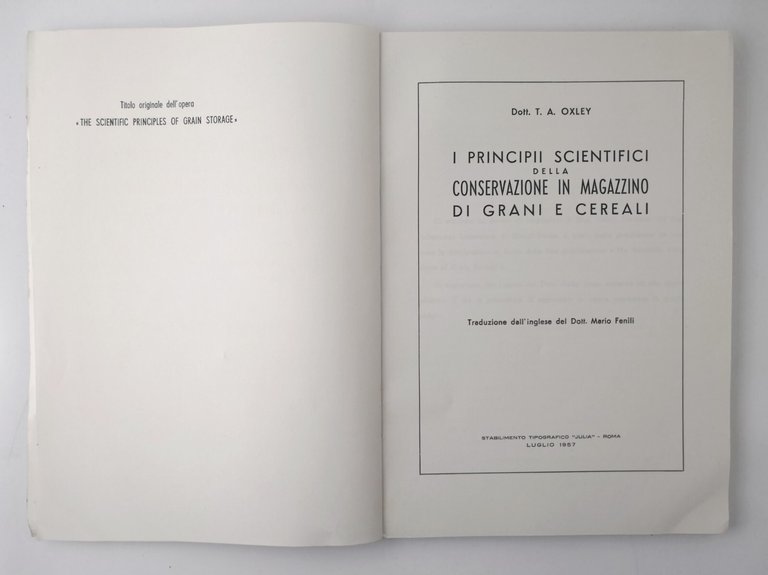 Titolo originale dell'opera
«THE SCIENTIFIC PRINCIPLES OF GRAIN STORAGE»
Dott. T. A. OXLEY
I PRINCIPII SCIENTIFICI
DELLA
CONSERVAZIONE IN MAGAZZINO
DI GRANI E CEREALI
Traduzione dall'inglese del Dott. Mario Fenili
STABILIMENTO TIPOGRAFICO "JULIA" - ROMA
LUGLIO 1957